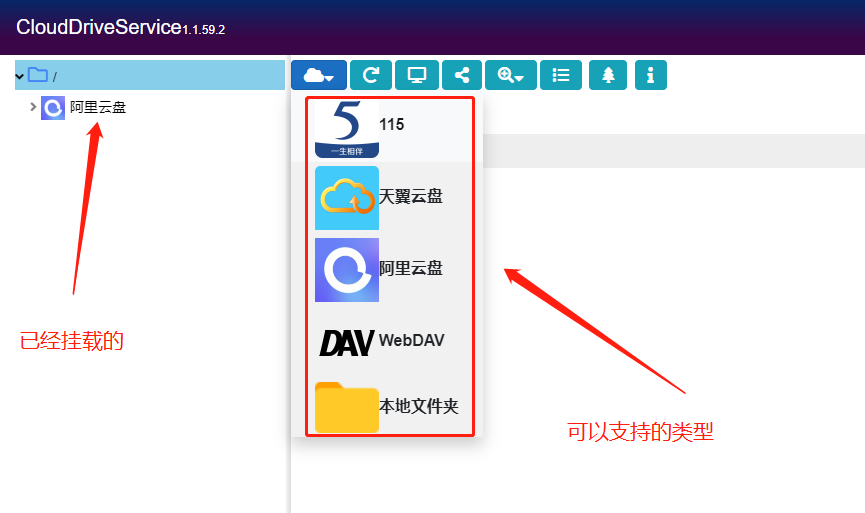 CloudDriveService1.1.59.2
/
阿里云盘
5
一生相伴
115
天翼云盘
阿里云盘
DAV WebDAV
本地文件夹
已经挂载的
可以支持的类型